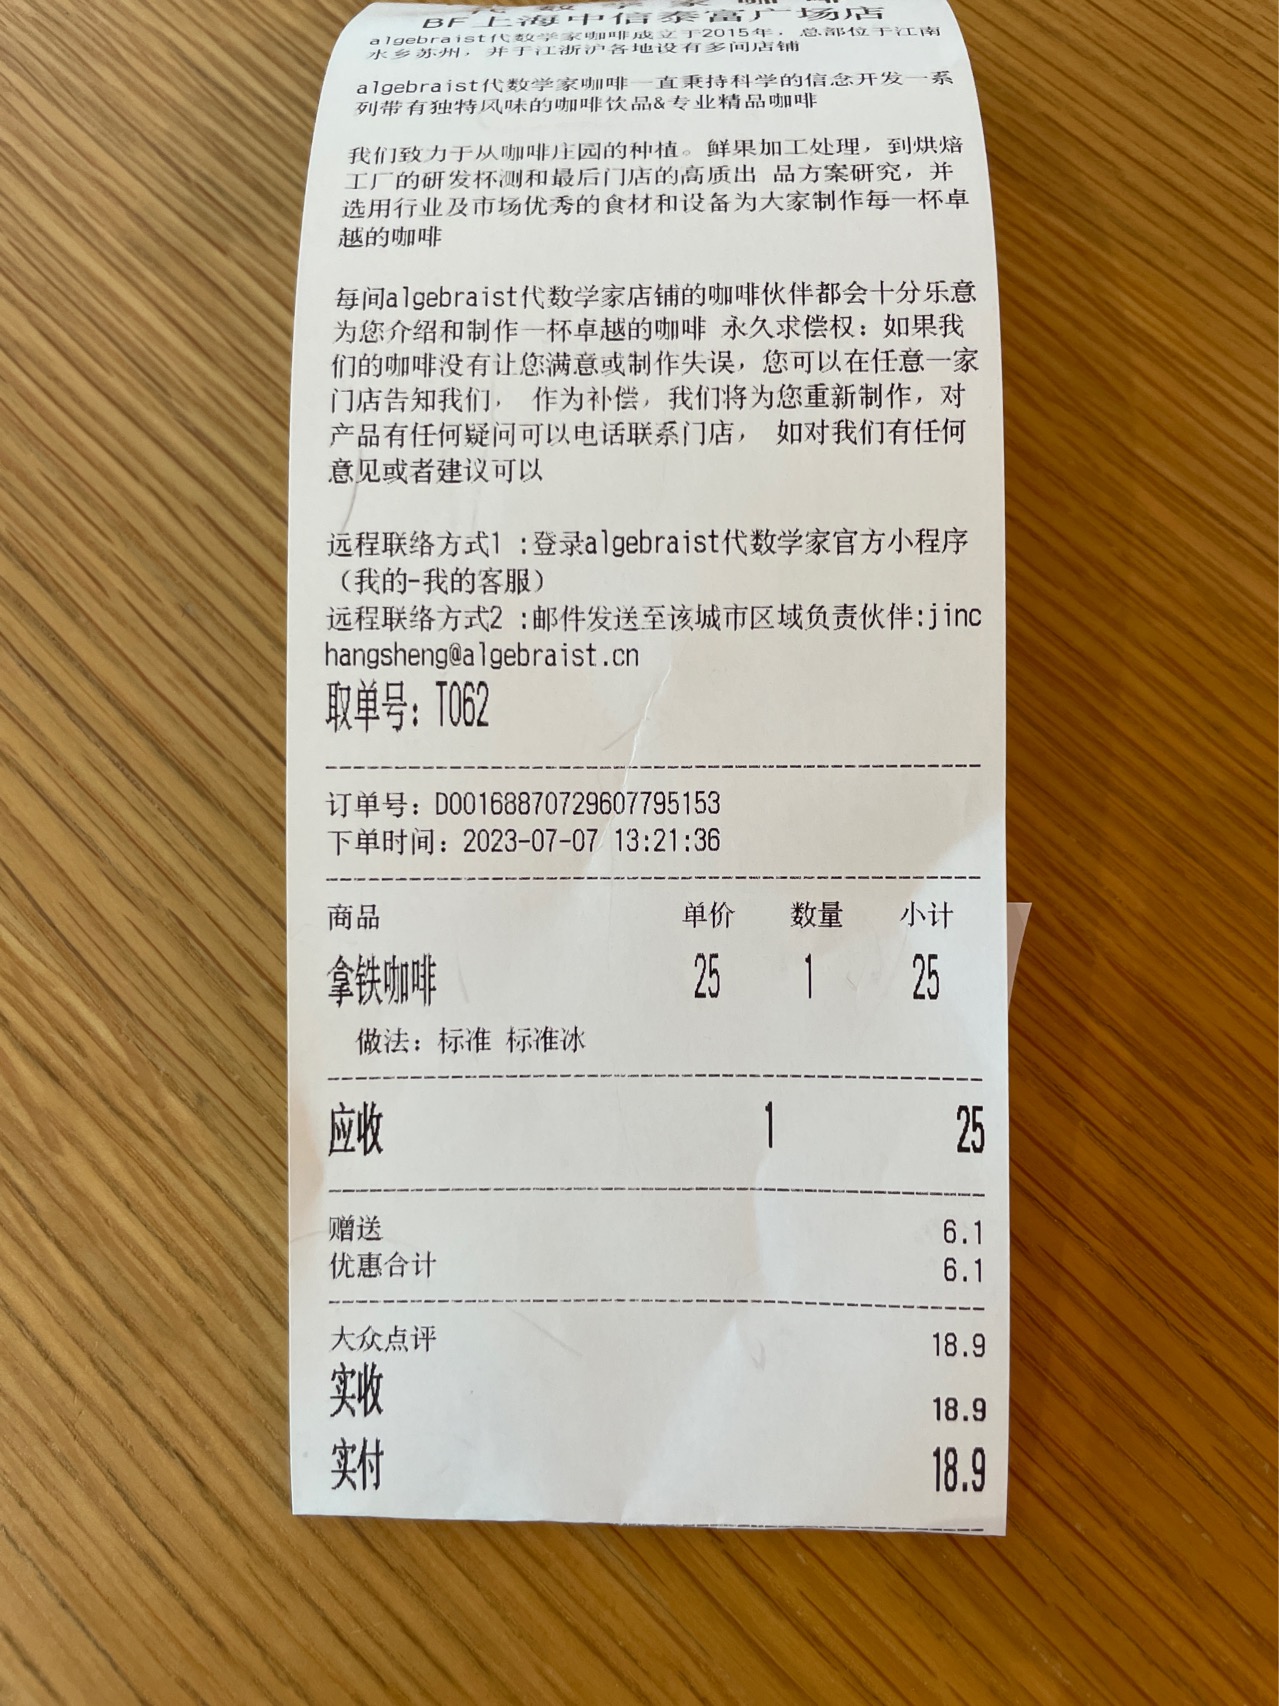 代数学家咖啡
BF上海中信泰富广场店
algebraist代数学家咖啡成立于2015年，总部位于江南
水乡苏州，并于江浙沪各地设有多间店铺
algebraist代数学家咖啡一直秉持科学的信念开发一系
列带有独特风味的咖啡饮品&专业精品咖啡
我们致力于从咖啡庄园的种植。鲜果加工处理，到烘焙
工厂的研发杯测和最后门店的高质出 品方案研究，并
选用行业及市场优秀的食材和设备为大家制作每一杯卓
越的咖啡
每间algebraist代数学家店铺的咖啡伙伴都会十分乐意
为您介绍和制作一杯卓越的咖啡 永久求偿权：如果我
们的咖啡没有让您满意或制作失误，您可以在任意一家
门店告知我们， 作为补偿，我们将为您重新制作，对
产品有任何疑问可以电话联系门店， 如对我们有任何
意见或者建议可以
远程联络方式1 :登录algebraist代数学家官方小程序
（我的-我的客服）
远程联络方式2 :邮件发送至该城市区域负责伙伴:jinc
hangsheng@algebraist.cn
取单号：T062
订单号：D00168870729607795153
下单时间：2023-07-07 13:21:36
商品 单价 数量 小计
拿铁咖啡 25 1 25
做法：标准 标准冰
应收 1 25
赠送 6.1
优惠合计 6.1
大众点评 18.9
实收 18.9
实付 18.9